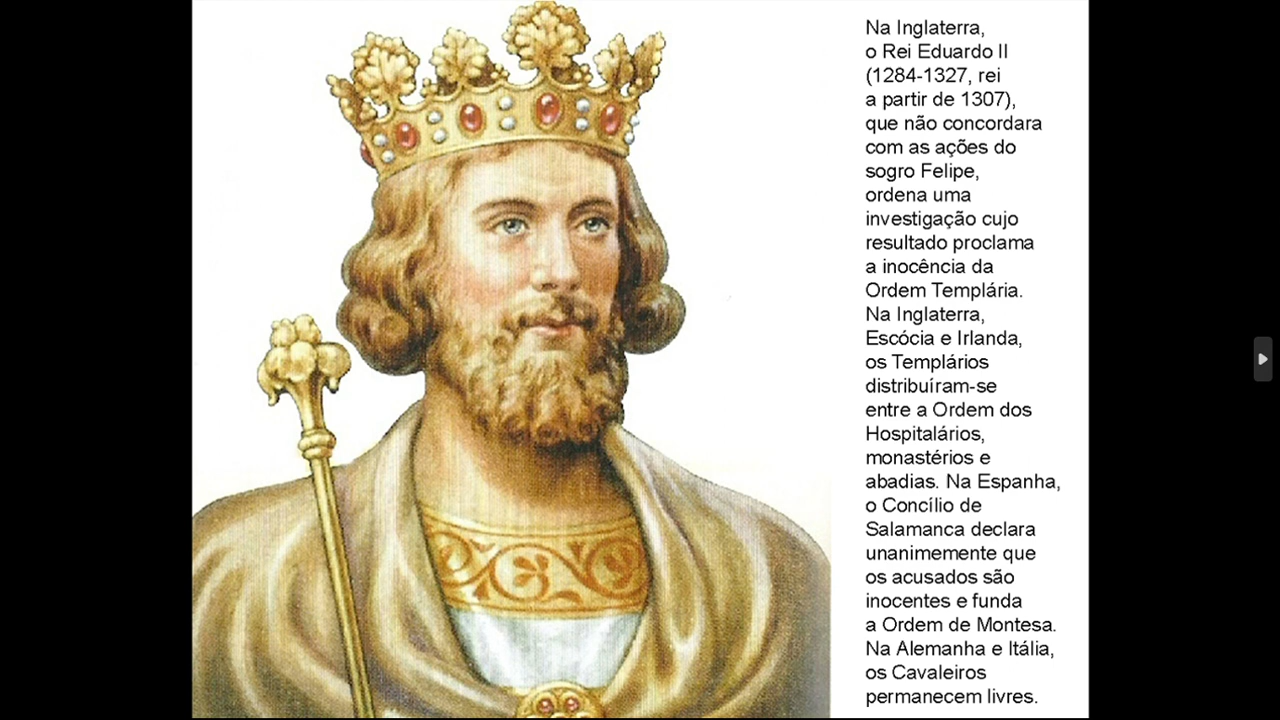 Na Inglaterra,
o Rei Eduardo II
(1284-1327, rei
a partir de 1307),
que não concordara
com as ações do
sogro Felipe,
ordena uma
investigação cujo
resultado proclama
a inocência da
Ordem Templária.
Na Inglaterra,
Escócia e Irlanda,
os Templários
distribuíram-se
entre a Ordem dos
Hospitalários,
monastérios e
abadias. Na Espanha,
o Concílio de
Salamanca declara
unanimemente que
os acusados são
inocentes e funda
a Ordem de Montesa.
Na Alemanha e Itália,
os Cavaleiros
permanecem livres.